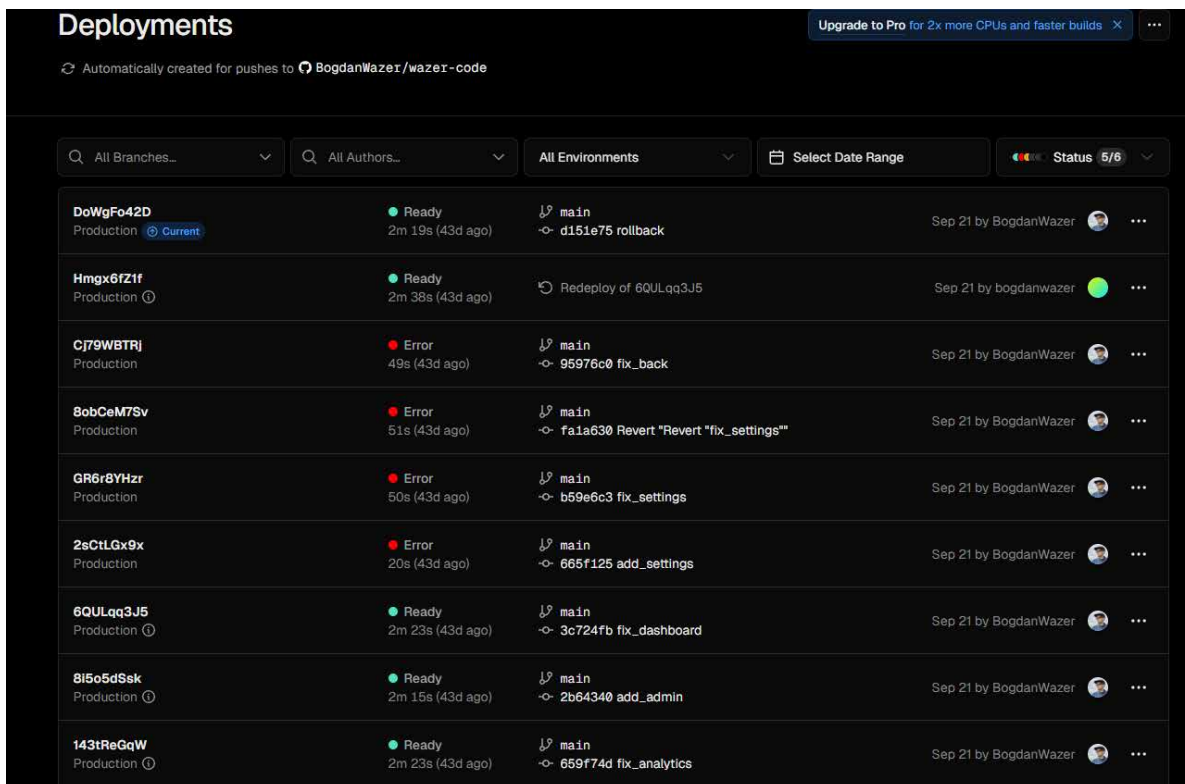 Deployments
Upgrade to Pro for 2x more CPUs and faster builds
Automatically created for pushes to BogdanWazer/wazer-code
All Branches... All Authors... All Environments Select Date Range Status 5/6
DoWgFo42D Ready main
Production Current 2m 19s (43d ago) d151e75 rollback Sep 21 by BogdanWazer
Hmgx6fZ1f Ready
Production 2m 38s (43d ago) Redeploy of 6QULqq3J5 Sep 21 by bogdanwazer
Cj79WBTRj Error main
Production 49s (43d ago) 95976c0 fix_back Sep 21 by BogdanWazer
8obCeM7Sv Error main
Production 51s (43d ago) fa1a630 Revert "Revert "fix_settings"" Sep 21 by BogdanWazer
GR6r8YHzr Error main
Production 50s (43d ago) b59e6c3 fix_settings Sep 21 by BogdanWazer
2sCtLGx9x Error main
Production 20s (43d ago) 665f125 add_settings Sep 21 by BogdanWazer
6QULqq3J5 Ready main
Production 2m 23s (43d ago) 3c724fb fix_dashboard Sep 21 by BogdanWazer
8i5o5dSsk Ready main
Production 2m 15s (43d ago) 2b64340 add_admin Sep 21 by BogdanWazer
143tReGqW Ready main
Production 2m 23s (43d ago) 659f74d fix_analytics Sep 21 by BogdanWazer